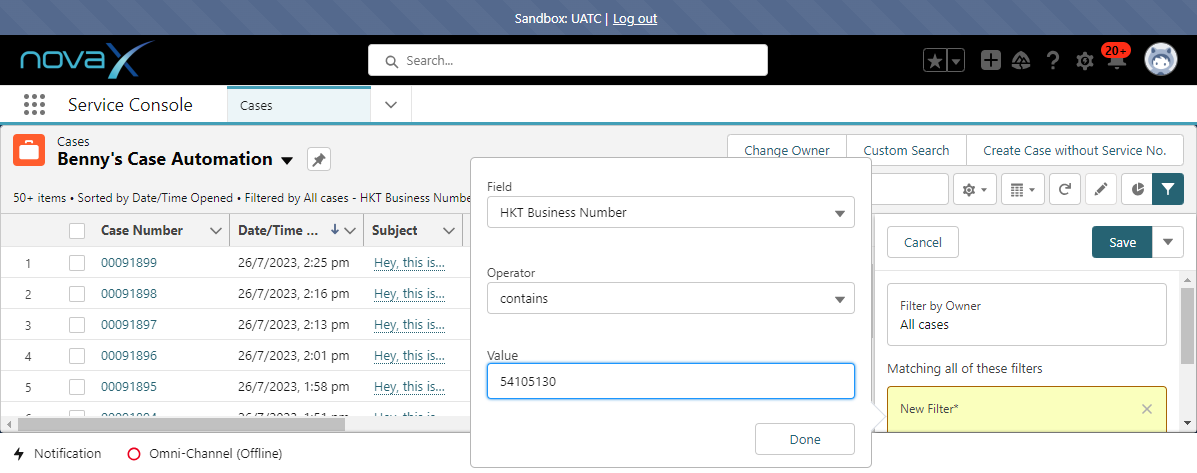 Sandbox: UATC | Log out
novaX
Search...
20+
Service Console
Cases
Cases
Benny's Case Automation
Change Owner
Custom Search
Create Case without Service No.
50+ items • Sorted by Date/Time Opened • Filtered by All cases - HKT Business Numbe
Case Number
Date/Time ...
Subject
1 00091899 26/7/2023, 2:25 pm Hey, this is...
2 00091898 26/7/2023, 2:16 pm Hey, this is...
3 00091897 26/7/2023, 2:13 pm Hey, this is...
4 00091896 26/7/2023, 2:01 pm Hey, this is...
5 00091895 26/7/2023, 1:58 pm Hey, this is...
Field
HKT Business Number
Operator
contains
Value
54105130
Done
Cancel
Save
Filter by Owner
All cases
Matching all of these filters
New Filter*
Notification
Omni-Channel (Offline)